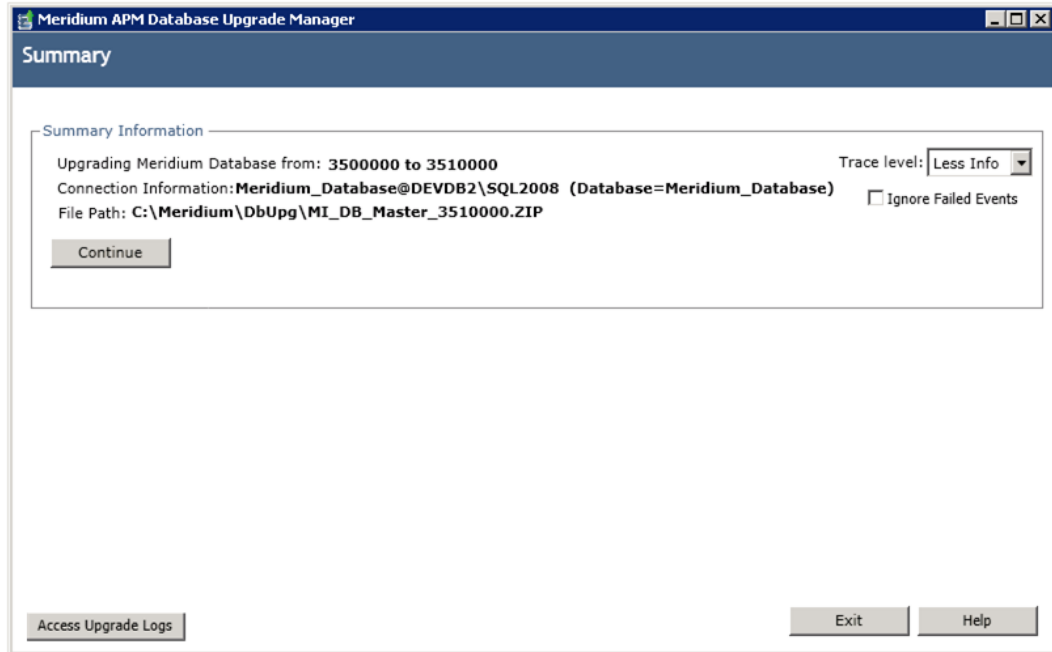 Meridium APM Database Upgrade Manager
Summary
Summary Information
Upgrading Meridium Database from: 3500000 to 3510000
Trace level: Less Info
Connection Information:Meridium_Database@DEVDB2\SQL2008 (Database=Meridium_Database)
Ignore Failed Events
File Path: C:\Meridium\DbUpg\MI_DB_Master_3510000.ZIP
Continue
Access Upgrade Logs
Exit
Help